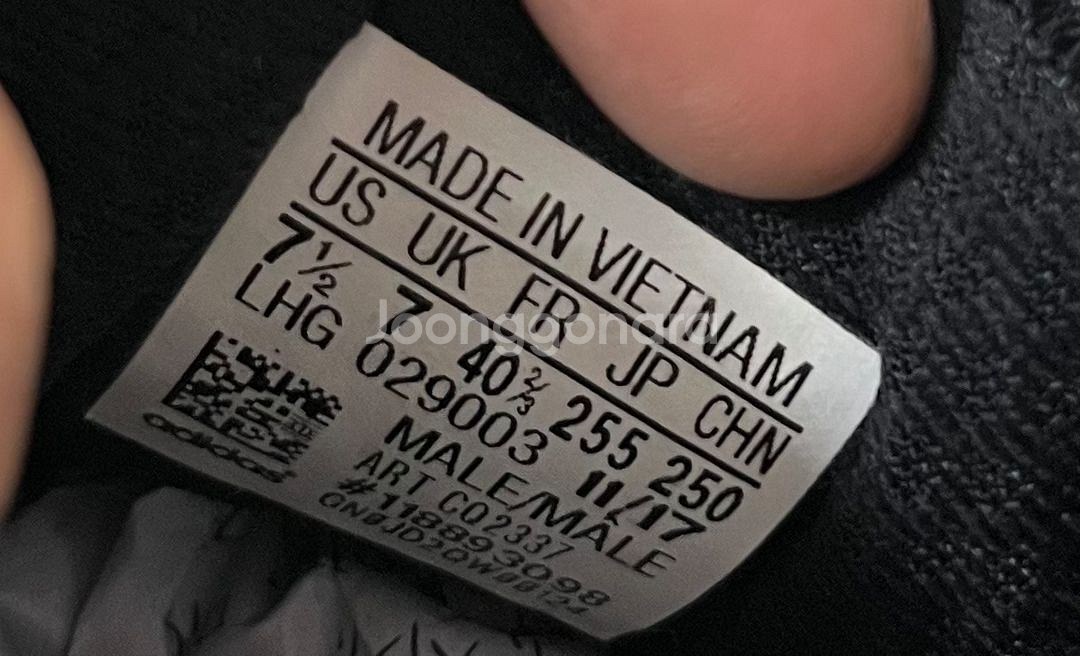 MADE IN VIETNAM
US UK FR JP CHN
7½ 7 40⅔ 255 250
LHG 029003 11/17
MALE/MÂLE
ART CQ2337
#118893098
adidas
Joonggonara